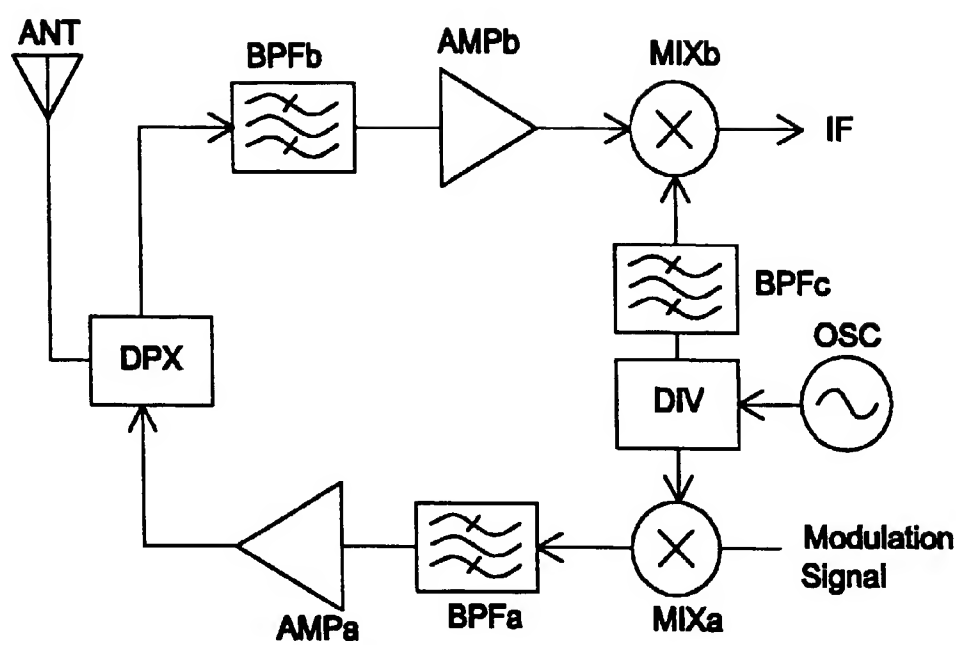 ANT
BPFb
AMPb
MIXb
IF
BPFc
OSC
DPX
DIV
Modulation
Signal
AMPa
BPFa
MIXa